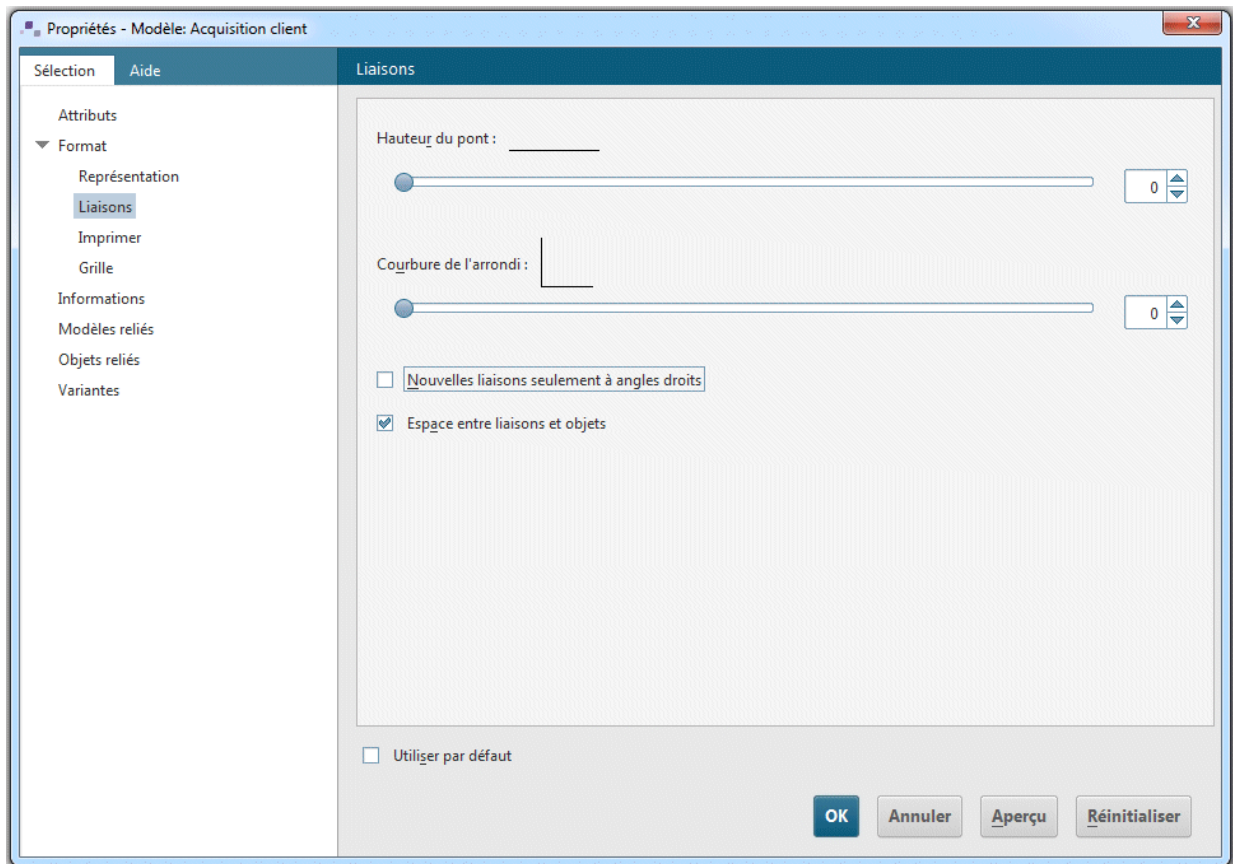 Propriétés - Modèle: Acquisition client
Sélection
Aide
Liaisons
Attributs
Format
Représentation
Liaisons
Imprimer
Grille
Informations
Modèles reliés
Objets reliés
Variantes
Hauteur du pont :
0
Courbure de l'arrondi :
0
Nouvelles liaisons seulement à angles droits
Espace entre liaisons et objets
Utiliser par défaut
OK
Annuler
Aperçu
Réinitialiser